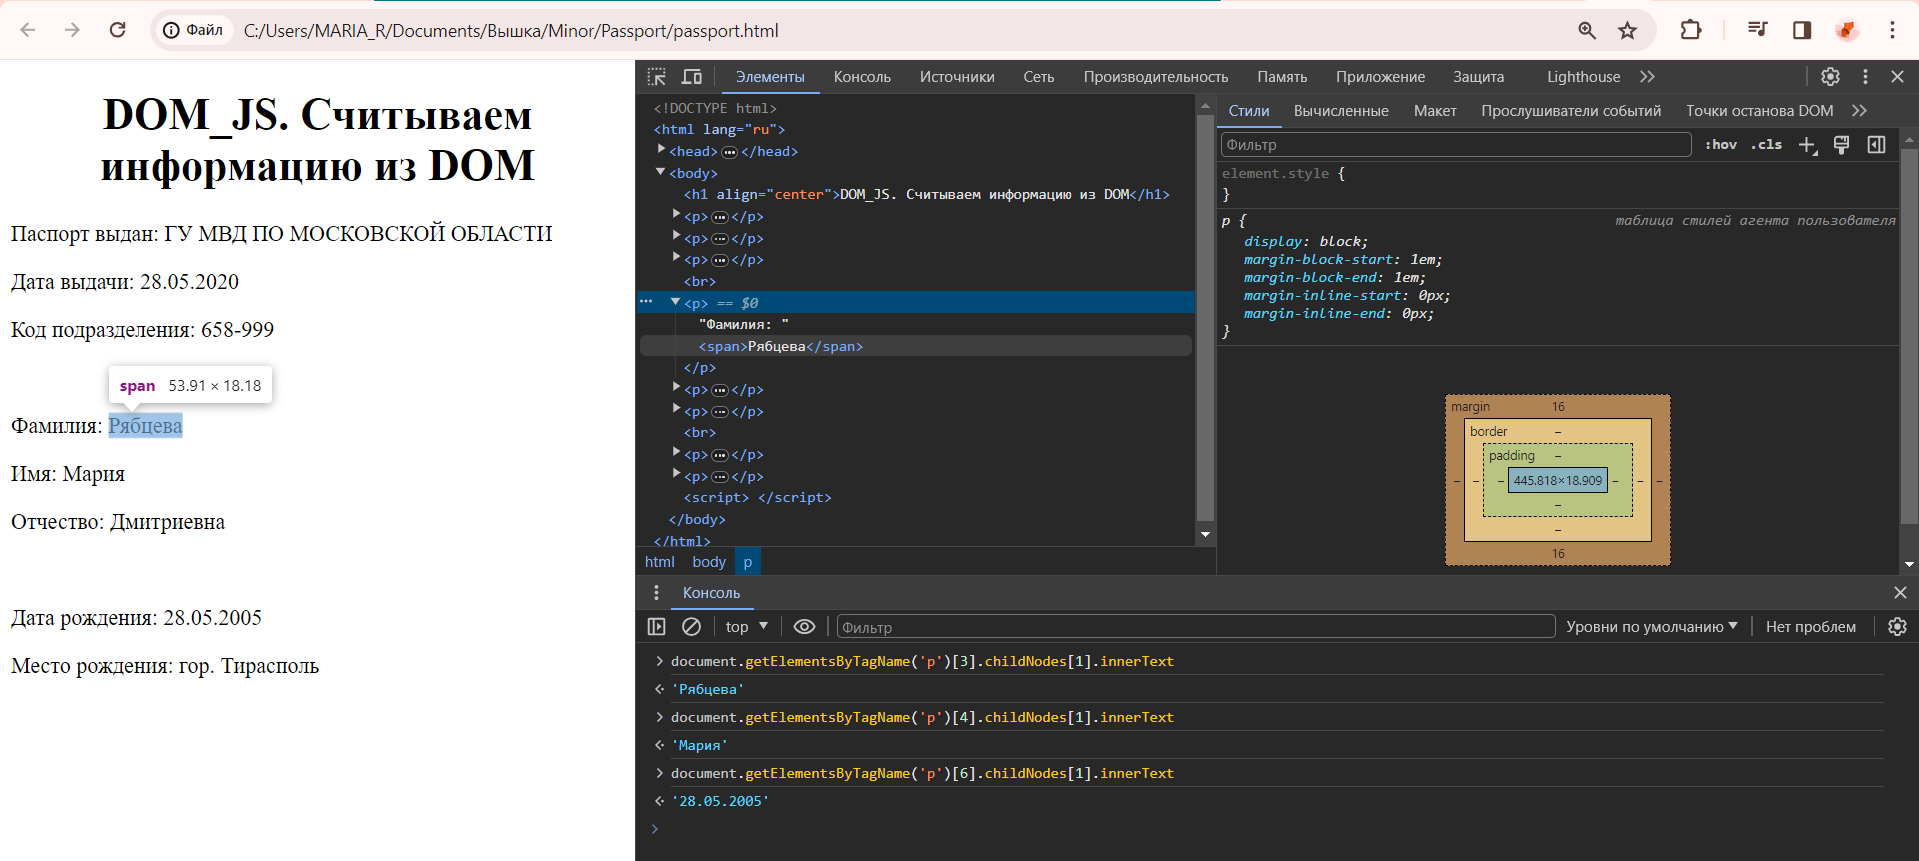 Файл
C:/Users/MARIA_R/Documents/Вышка/Minor/Passport/passport.html
DOM_JS. Считываем
информацию из DOM
Паспорт выдан: ГУ МВД ПО МОСКОВСКОЙ ОБЛАСТИ
Дата выдачи: 28.05.2020
Код подразделения: 658-999
span 53.91 × 18.18
Фамилия: Рябцева
Имя: Мария
Отчество: Дмитриевна
Дата рождения: 28.05.2005
Место рождения: гор. Тирасполь
Элементы Консоль Источники Сеть Производительность Память Приложение Защита Lighthouse
<!DOCTYPE html>
<html lang="ru">
<head> ••• </head>
<body>
<h1 align="center">DOM_JS. Считываем информацию из DOM</h1>
<p> ••• </p>
<p> ••• </p>
<p> ••• </p>
<br>
••• <p> == $0
"Фамилия: "
<span>Рябцева</span>
</p>
<p> ••• </p>
<p> ••• </p>
<br>
<p> ••• </p>
<p> ••• </p>
<script> </script>
</body>
</html>
html body p
Стили Вычисленные Макет Прослушиватели событий Точки останова DOM
Фильтр :hov .cls
element.style {
}
p { таблица стилей агента пользователя
display: block;
margin-block-start: 1em;
margin-block-end: 1em;
margin-inline-start: 0px;
margin-inline-end: 0px;
}
margin 16
border –
padding –
– – – 445.818×18.909 – – –
–
–
16
Консоль
top Фильтр Уровни по умолчанию Нет проблем
document.getElementsByTagName('p')[3].childNodes[1].innerText
'Рябцева'
document.getElementsByTagName('p')[4].childNodes[1].innerText
'Мария'
document.getElementsByTagName('p')[6].childNodes[1].innerText
'28.05.2005'